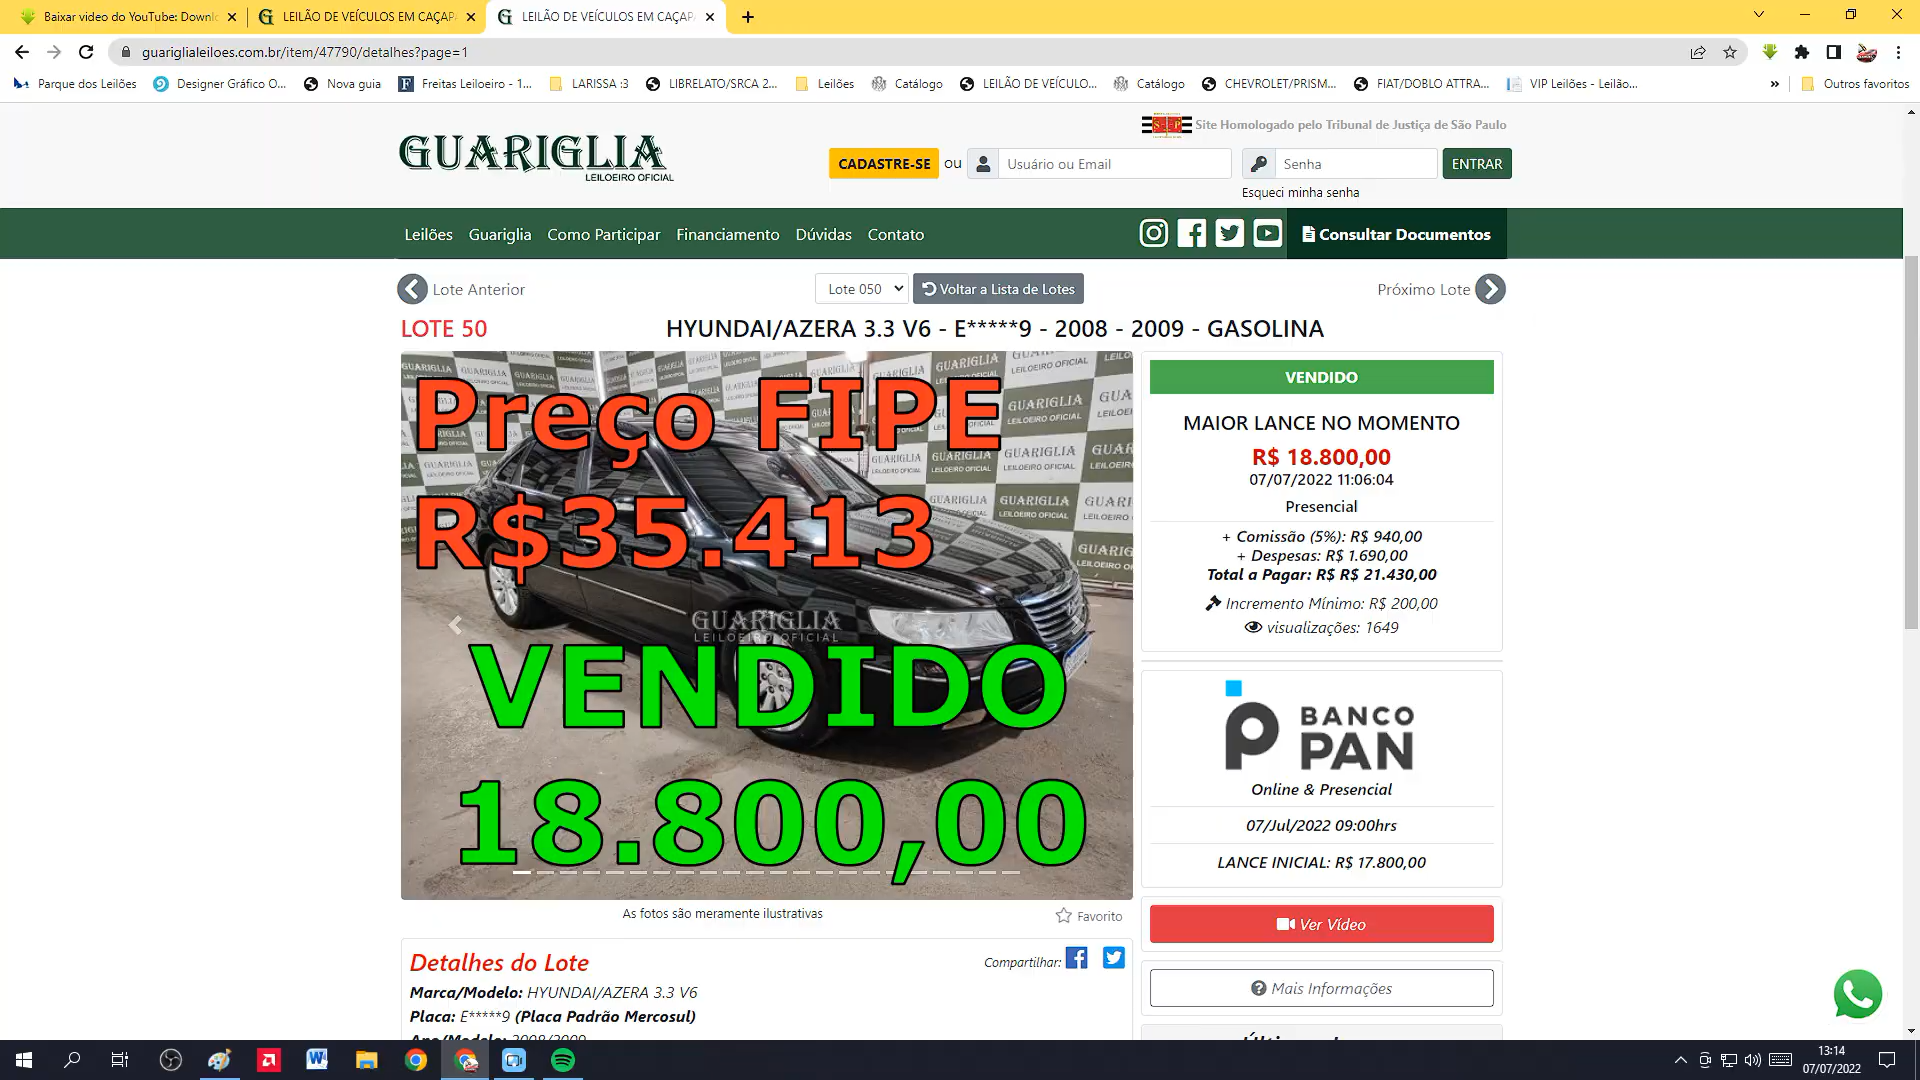 Baixar video do YouTube: Downl
LEILÃO DE VEÍCULOS EM CAÇAP
LEILÃO DE VEÍCULOS EM CAÇAP
guariglialeiloes.com.br/item/47790/detalhes?page=1
Parque dos Leilões
Designer Gráfico O...
Nova guia
Freitas Leiloeiro - 1...
LARISSA :3
LIBRELATO/SRCA 2...
Leilões
Catálogo
LEILÃO DE VEÍCULO...
Catálogo
CHEVROLET/PRISM...
FIAT/DOBLO ATTRA...
VIP Leilões - Leilão...
»
Outros favoritos
Site Homologado pelo Tribunal de Justiça de São Paulo
GUARIGLIA
LEILOEIRO OFICIAL
CADASTRE-SE ou Usuário ou Email Senha ENTRAR
Esqueci minha senha
Leilões Guariglia Como Participar Financiamento Dúvidas Contato
Consultar Documentos
Lote Anterior
Lote 050
Voltar a Lista de Lotes
Próximo Lote
LOTE 50
HYUNDAI/AZERA 3.3 V6 - E*****9 - 2008 - 2009 - GASOLINA
Preço FIPE
R$35.413
GUARIGLIA
LEILOEIRO OFICIAL
VENDIDO
18.800,00
As fotos são meramente ilustrativas
Favorito
VENDIDO
MAIOR LANCE NO MOMENTO
R$ 18.800,00
07/07/2022 11:06:04
Presencial
+ Comissão (5%): R$ 940,00
+ Despesas: R$ 1.690,00
Total a Pagar: R$ R$ 21.430,00
Incremento Mínimo: R$ 200,00
visualizações: 1649
BANCO
PAN
Online & Presencial
07/Jul/2022 09:00hrs
LANCE INICIAL: R$ 17.800,00
Ver Vídeo
Mais Informações
Detalhes do Lote
Compartilhar:
Marca/Modelo: HYUNDAI/AZERA 3.3 V6
Placa: E*****9 (Placa Padrão Mercosul)
Ano/Modelo: 2008/2009
13:14
07/07/2022